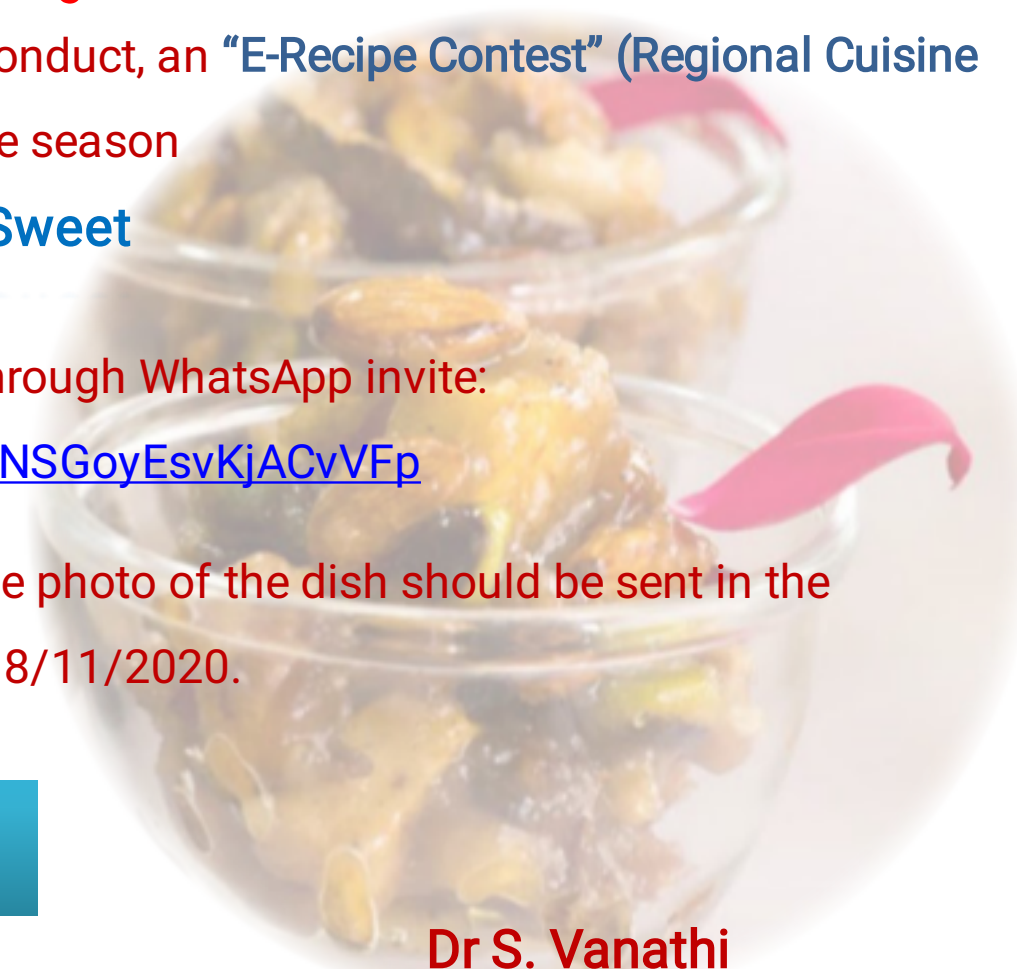 onduct, an “E-Recipe Contest” (Regional Cuisine
e season
Sweet
hrough WhatsApp invite:
NSGoyEsvKjACvVFp
e photo of the dish should be sent in the
8/11/2020.
Dr S. Vanathi